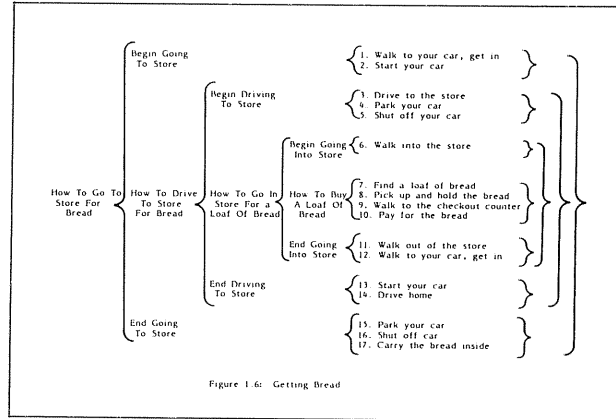 Begin Going
To Store
1. Walk to your car, get in
2. Start your car
Begin Driving
To Store
3. Drive to the store
4. Park your car
5. Shut off your car
Begin Going
Into Store
6. Walk into the store
How To Go To
Store For
Bread
How To Drive
To Store
For Bread
How To Go In
Store For a
Loaf Of Bread
How To Buy
A Loaf Of
Bread
7. Find a loaf of bread
8. Pick up and hold the bread
9. Walk to the checkout counter
10. Pay for the bread
End Going
Into Store
11. Walk out of the store
12. Walk to your car, get in
End Driving
To Store
13. Start your car
14. Drive home
End Going
To Store
15. Park your car
16. Shut off car
17. Carry the bread inside
Figure 1.6: Getting Bread